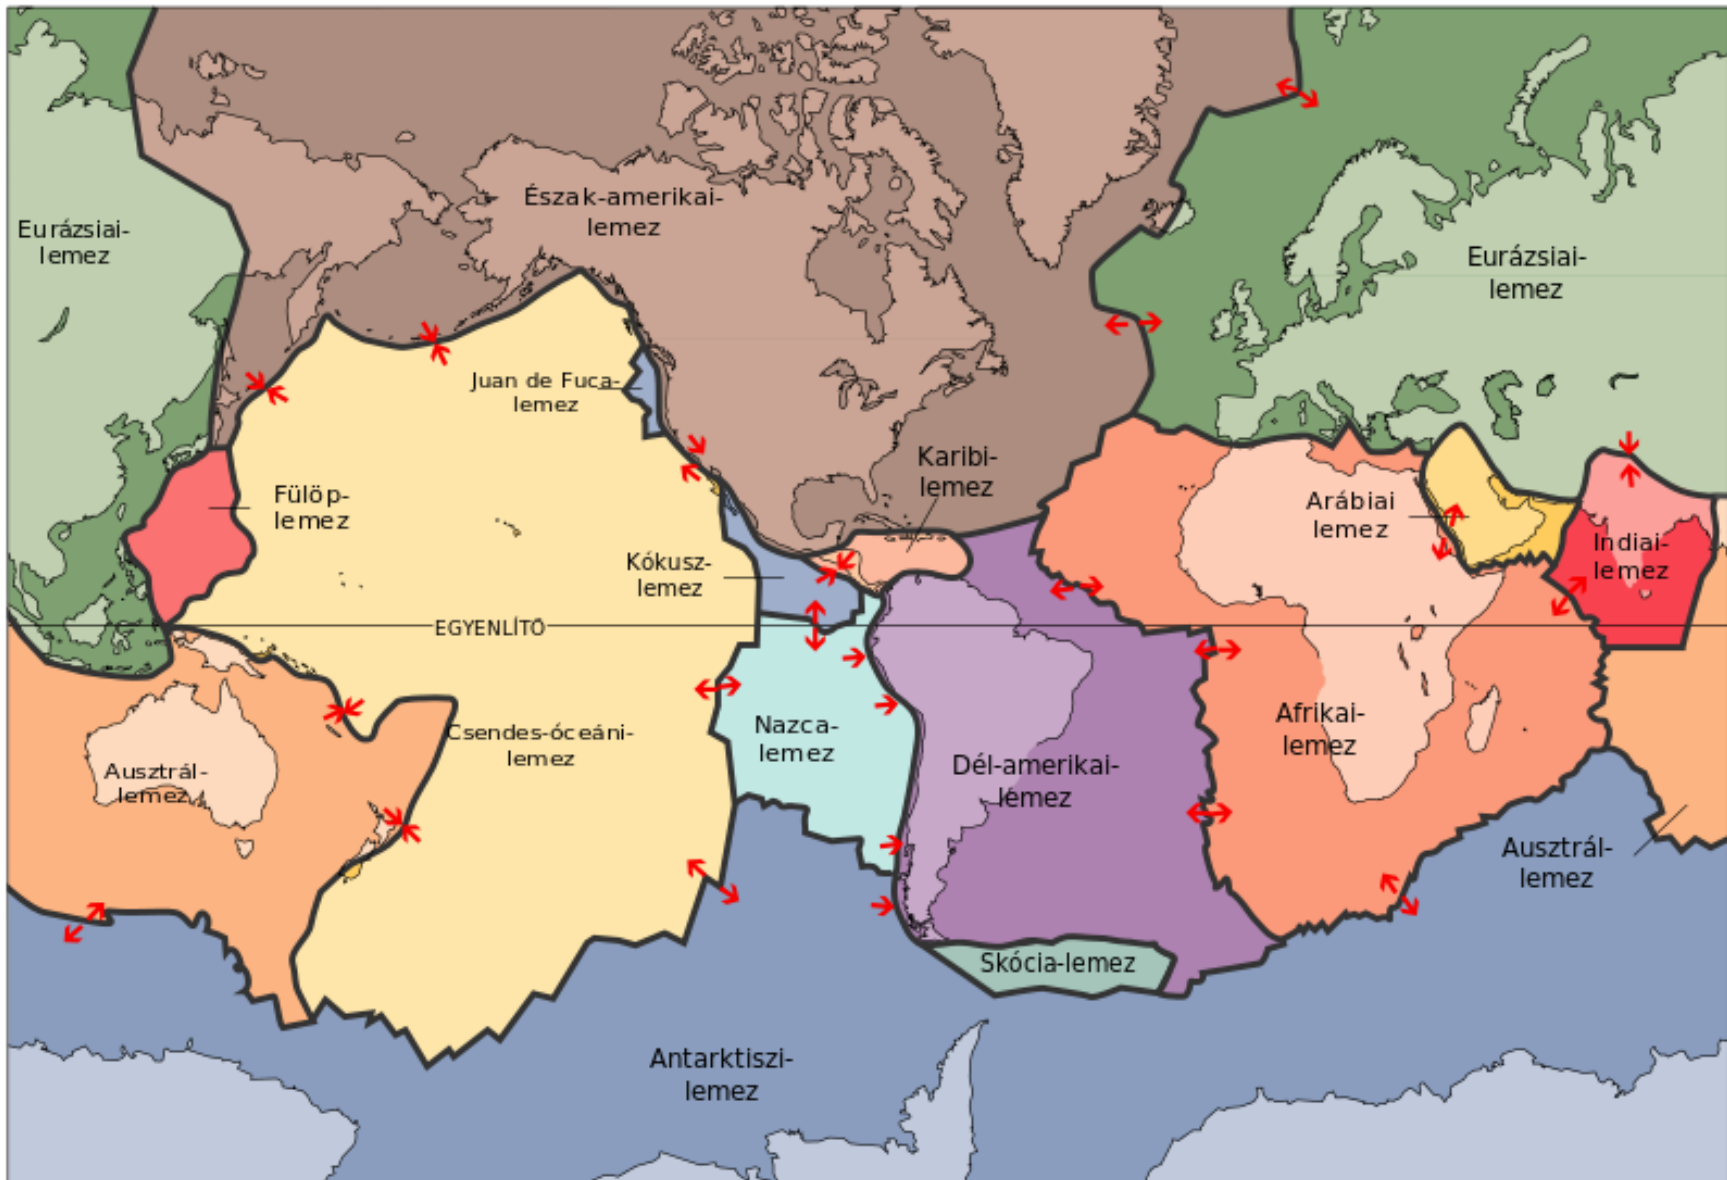 Észak-amerikai-
lemez
Eurázsiai-
lemez
Eurázsiai-
lemez
Juan de Fuca-
lemez
Karibi-
lemez
Fülöp-
lemez
Arábiai
lemez
Indiai-
lemez
Kókusz-
lemez
EGYENLÍTŐ
Csendes-óceáni-
lemez
Nazca-
lemez
Afrikai-
lemez
Dél-amerikai-
lemez
Ausztrál-
lemez
Ausztrál-
lemez
Skócia-lemez
Antarktiszi-
lemez